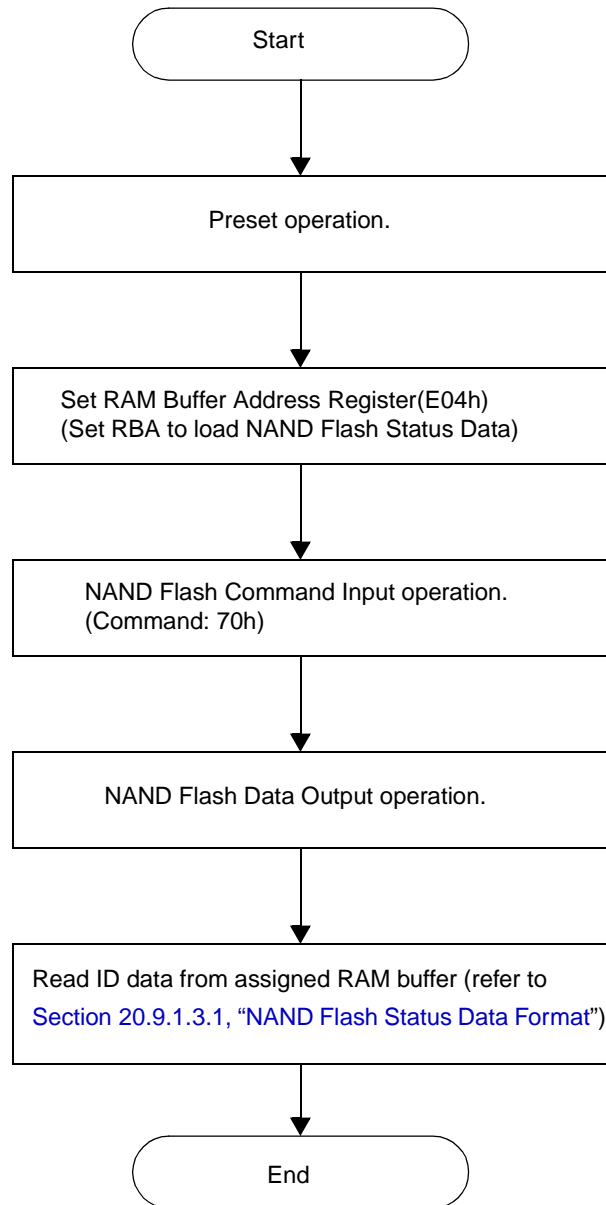 Start
Preset operation.
Set RAM Buffer Address Register(E04h)
(Set RBA to load NAND Flash Status Data)
NAND Flash Command Input operation.
(Command: 70h)
NAND Flash Data Output operation.
Read ID data from assigned RAM buffer (refer to
Section 20.9.1.3.1, “NAND Flash Status Data Format”)
End